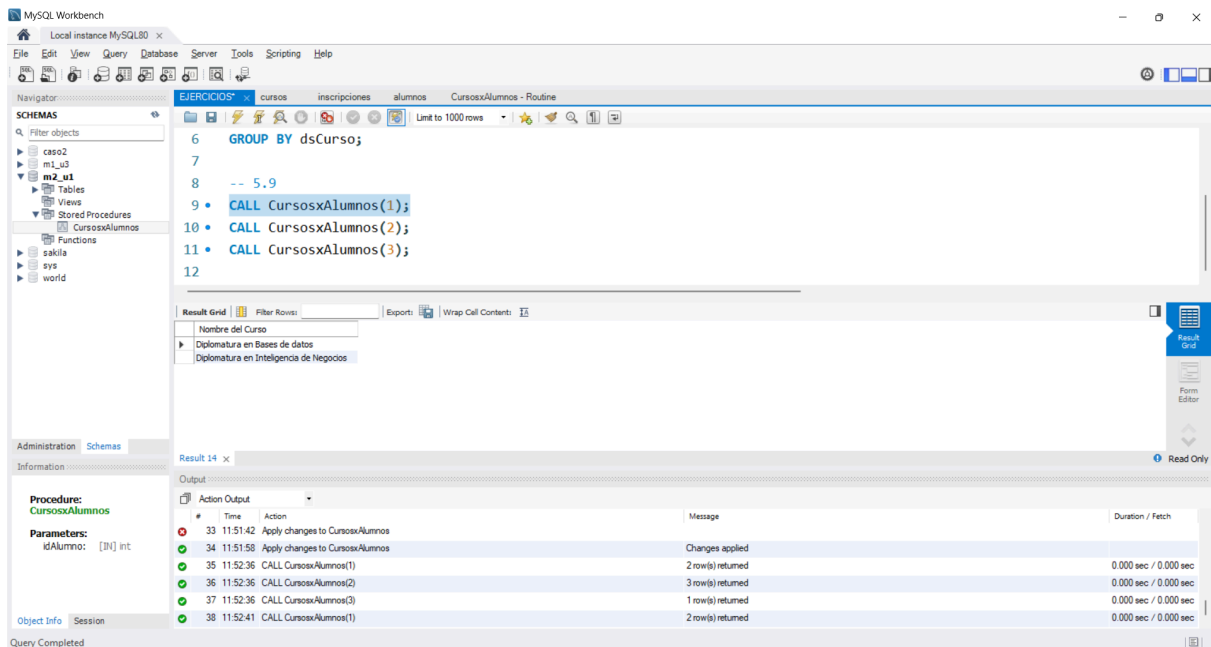 MySQL Workbench
Local instance MySQL80 ×
File Edit View Query Database Server Tools Scripting Help
Navigator
SCHEMAS
Filter objects
caso2
m1_u3
m2_u1
Tables
Views
Stored Procedures
CursosxAlumnos
Functions
sakila
sys
world
Administration Schemas
Information
Procedure:
CursosxAlumnos
Parameters:
idAlumno: [IN] int
Object Info Session
EJERCICIOS* × cursos inscripciones alumnos CursosxAlumnos - Routine
Limit to 1000 rows
6 GROUP BY dsCurso;
7
8 -- 5.9
9 CALL CursosxAlumnos(1);
10 CALL CursosxAlumnos(2);
11 CALL CursosxAlumnos(3);
12
Result Grid Filter Rows: Export: Wrap Cell Content:
Nombre del Curso
Diplomatura en Bases de datos
Diplomatura en Inteligencia de Negocios
Result Grid
Form Editor
Result 14 ×
Read Only
Output
Action Output
# Time Action Message Duration / Fetch
33 11:51:42 Apply changes to CursosxAlumnos
34 11:51:58 Apply changes to CursosxAlumnos Changes applied
35 11:52:36 CALL CursosxAlumnos(1) 2 row(s) returned 0.000 sec / 0.000 sec
36 11:52:36 CALL CursosxAlumnos(2) 3 row(s) returned 0.000 sec / 0.000 sec
37 11:52:36 CALL CursosxAlumnos(3) 1 row(s) returned 0.000 sec / 0.000 sec
38 11:52:41 CALL CursosxAlumnos(1) 2 row(s) returned 0.000 sec / 0.000 sec
Query Completed